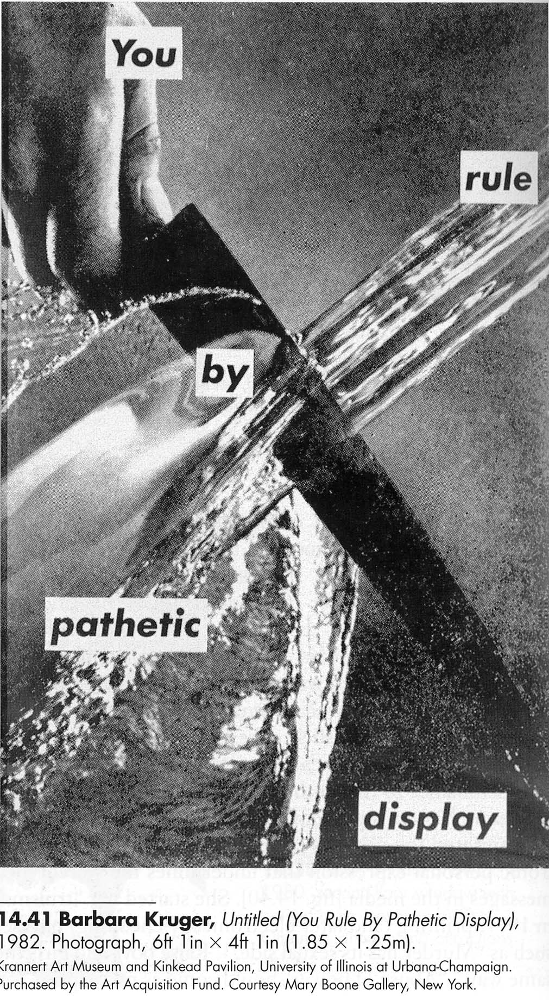 You
rule
by
pathetic
display
14.41 Barbara Kruger, Untitled (You Rule By Pathetic Display),
1982. Photograph, 6ft 1in × 4ft 1in (1.85 × 1.25m).
Krannert Art Museum and Kinkead Pavilion, University of Illinois at Urbana-Champaign.
Purchased by the Art Acquisition Fund. Courtesy Mary Boone Gallery, New York.